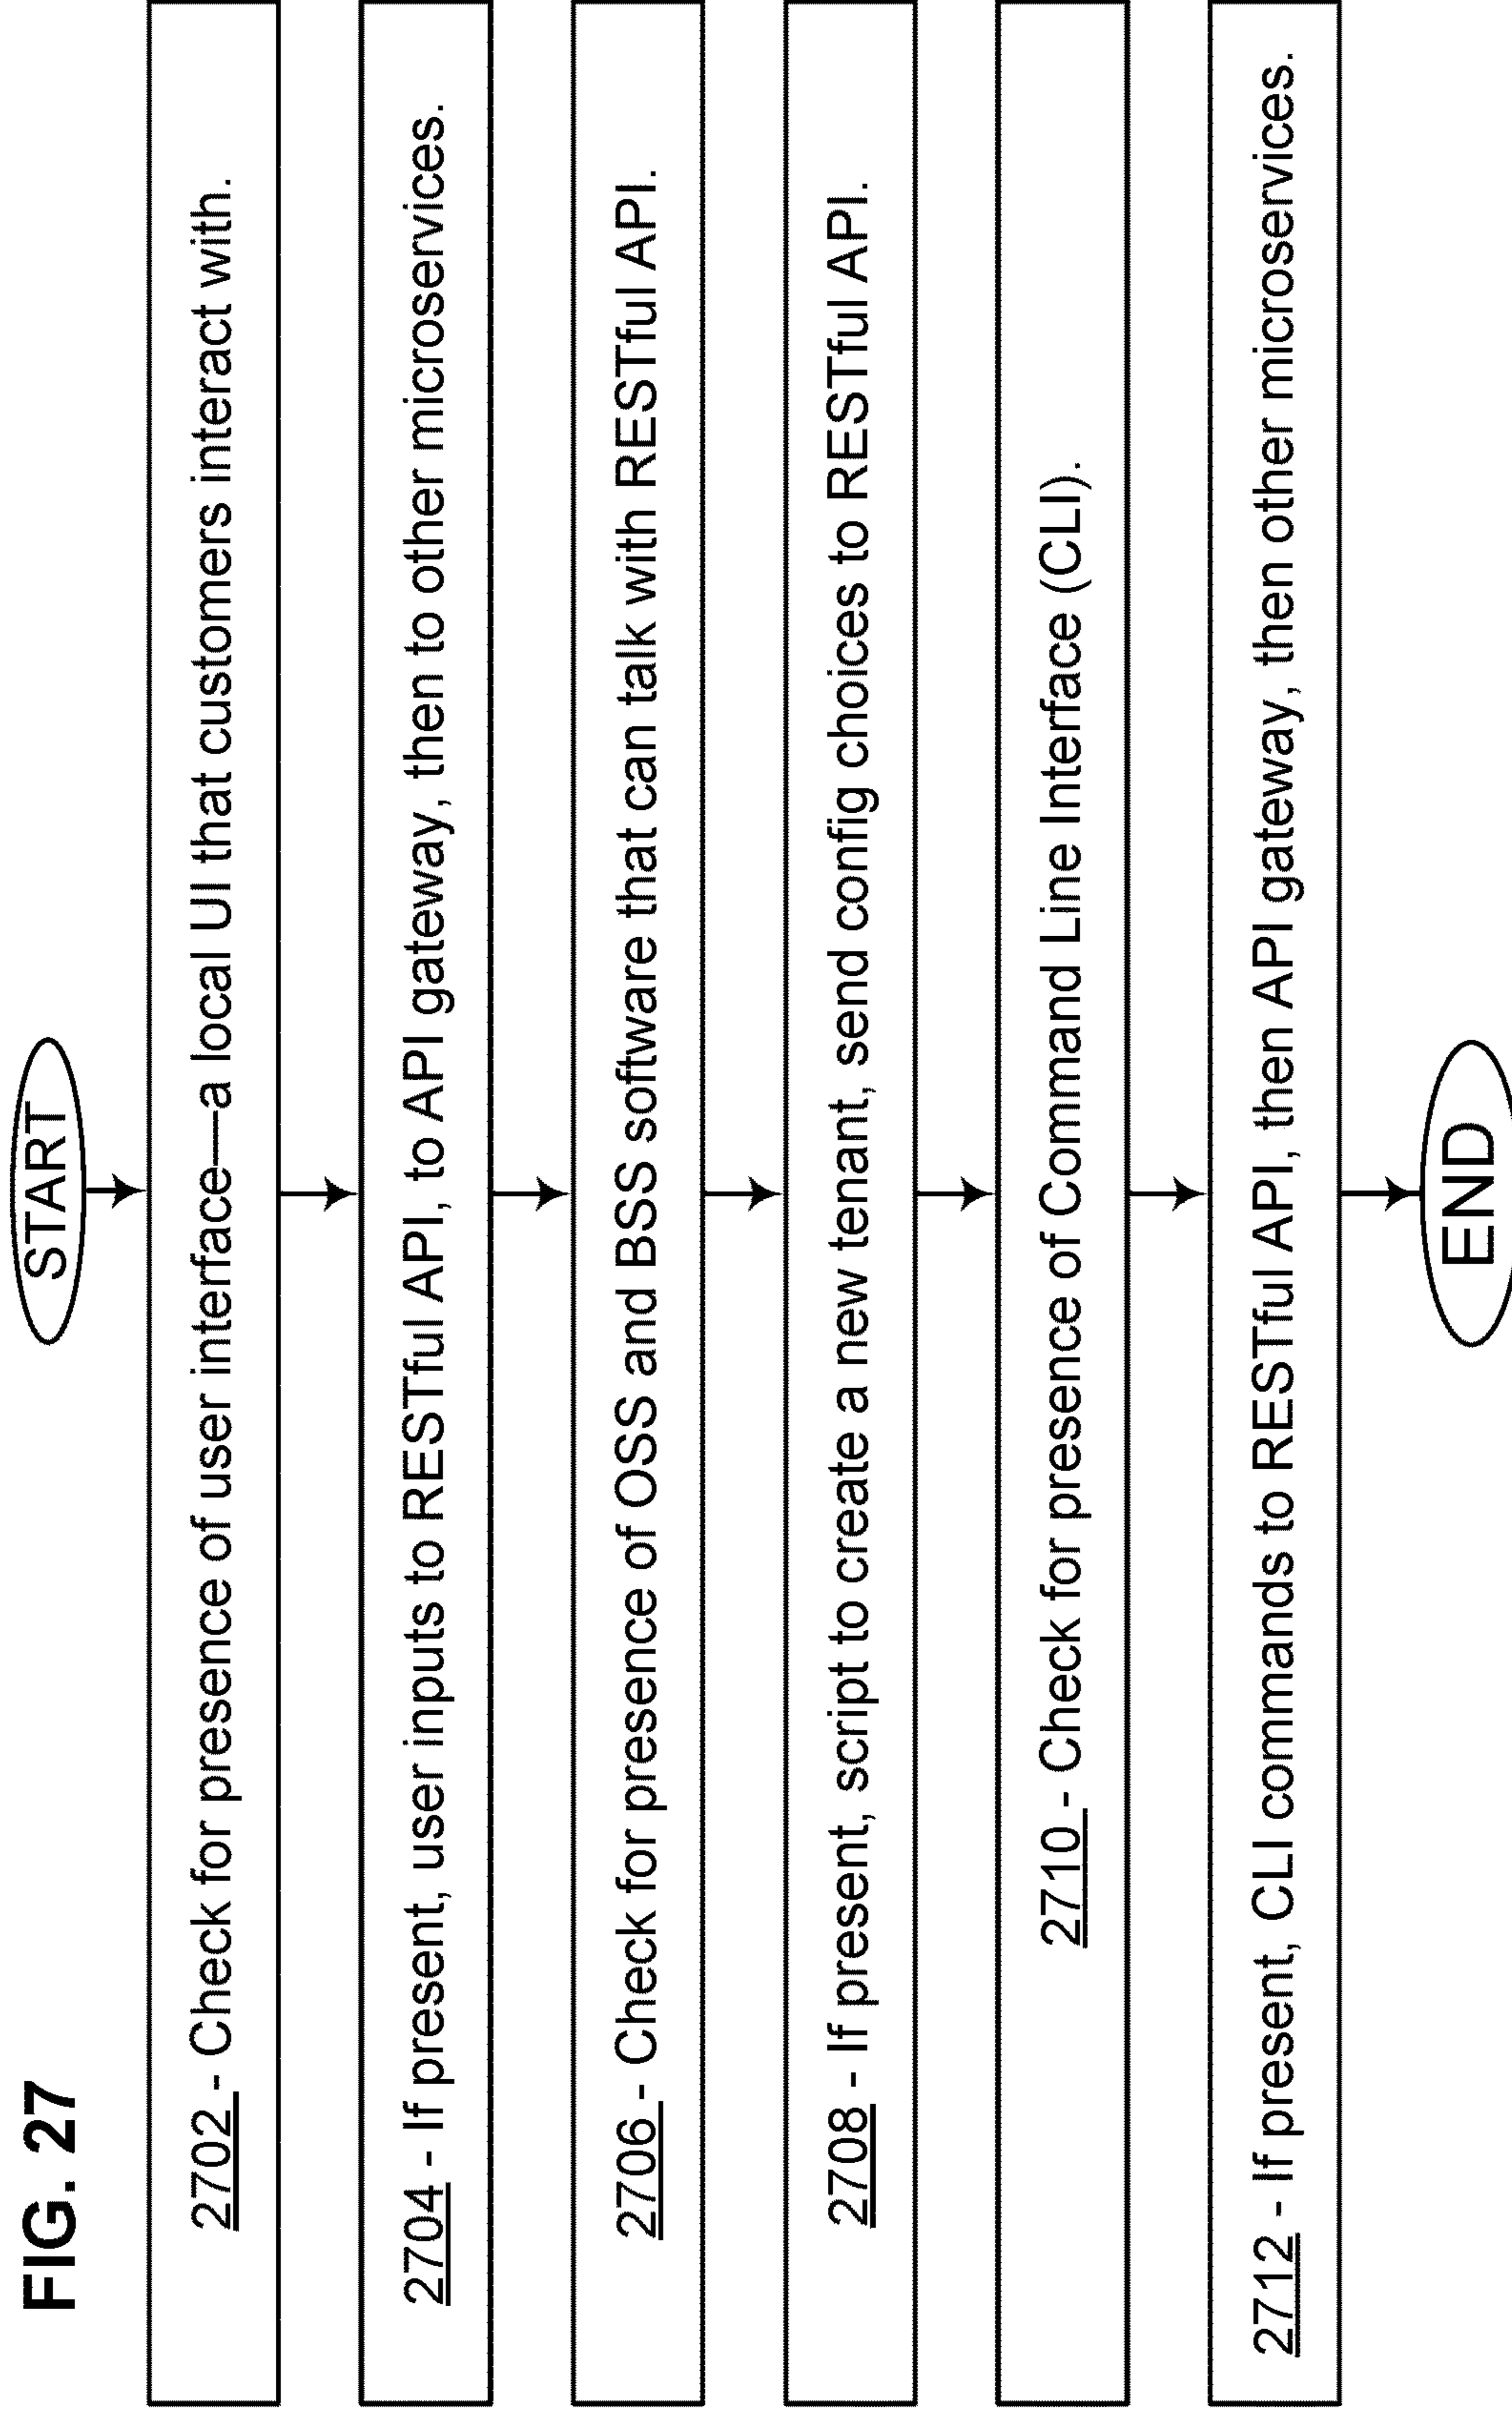 FIG. 27
START
2702 - Check for presence of user interface—a local UI that customers interact with.
2704 - If present, user inputs to RESTful API, to API gateway, then to other microservices.
2706 - Check for presence of OSS and BSS software that can talk with RESTful API.
2708 - If present, script to create a new tenant, send config choices to RESTful API.
2710 - Check for presence of Command Line Interface (CLI).
2712 - If present, CLI commands to RESTful API, then API gateway, then other microservices.
END